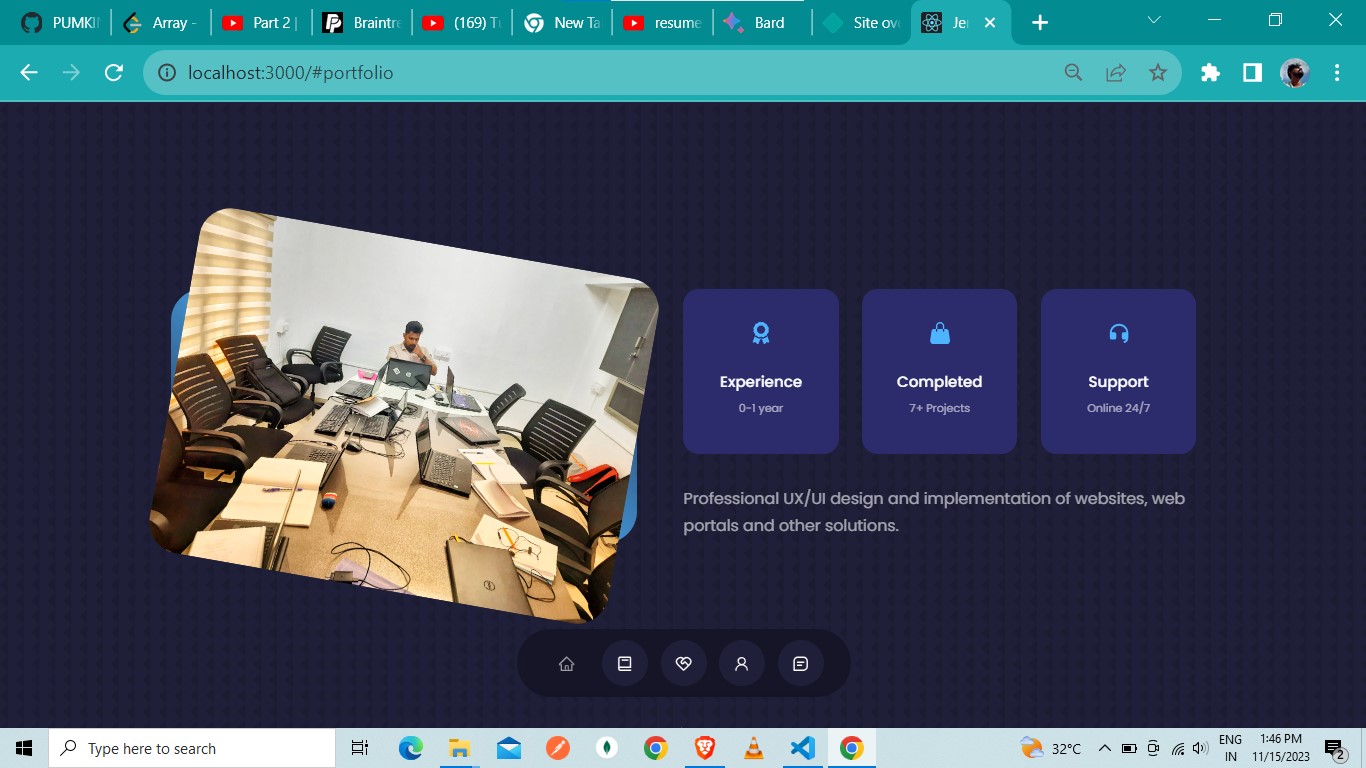 PUMKI
Array -
Part 2 |
Braintre
(169) Tu
New Ta
resume
Bard
Site ove
Jer
localhost:3000/#portfolio
Experience
0-1 year
Completed
7+ Projects
Support
Online 24/7
Professional UX/UI design and implementation of websites, web
portals and other solutions.
Type here to search
32°C
ENG
IN
1:46 PM
11/15/2023
2